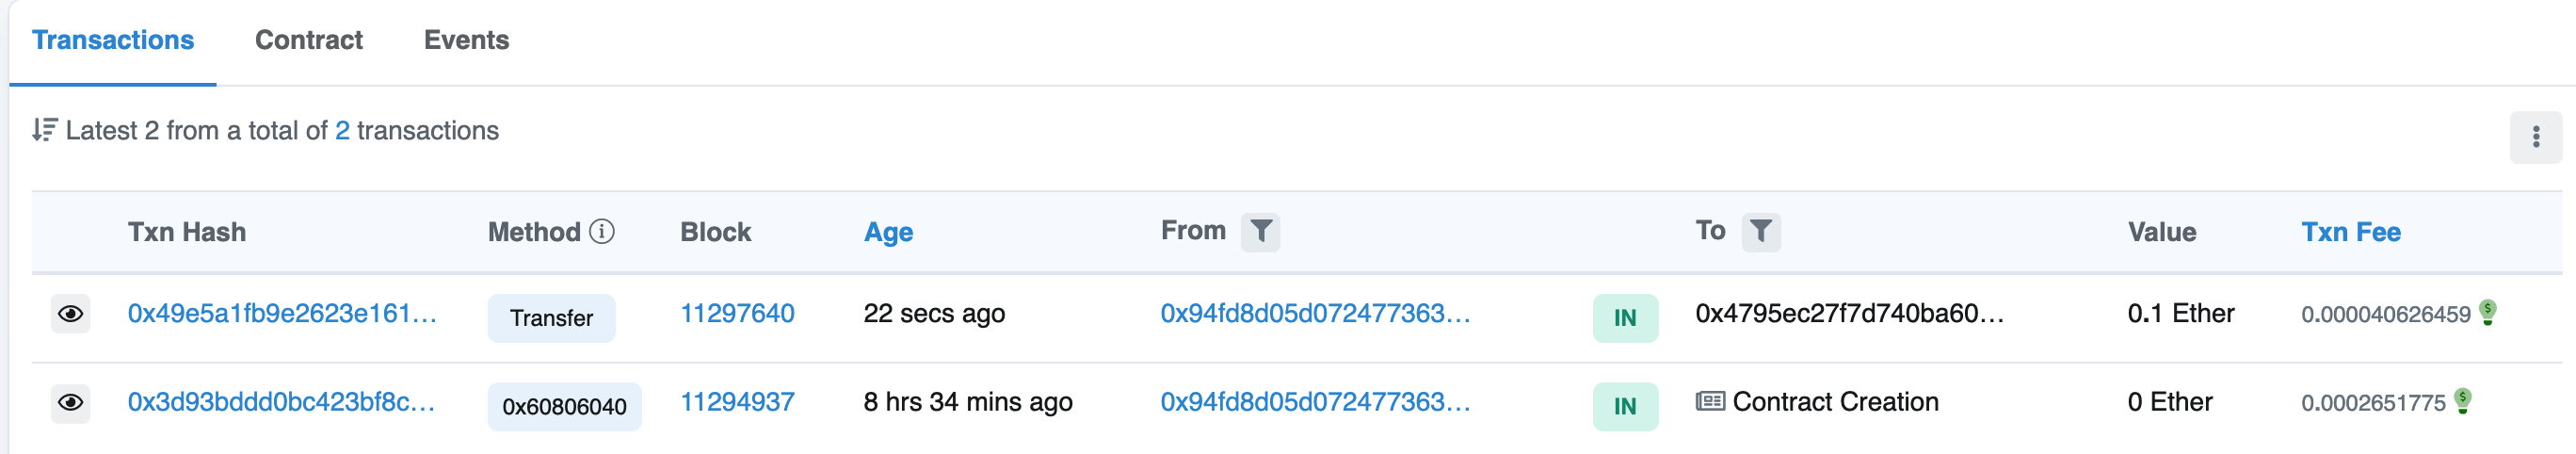 Transactions Contract Events
Latest 2 from a total of 2 transactions
Txn Hash Method Block Age From To Value Txn Fee
0x49e5a1fb9e2623e161... Transfer 11297640 22 secs ago 0x94fd8d05d072477363... IN 0x4795ec27f7d740ba60... 0.1 Ether 0.000040626459
0x3d93bddd0bc423bf8c... 0x60806040 11294937 8 hrs 34 mins ago 0x94fd8d05d072477363... IN Contract Creation 0 Ether 0.0002651775